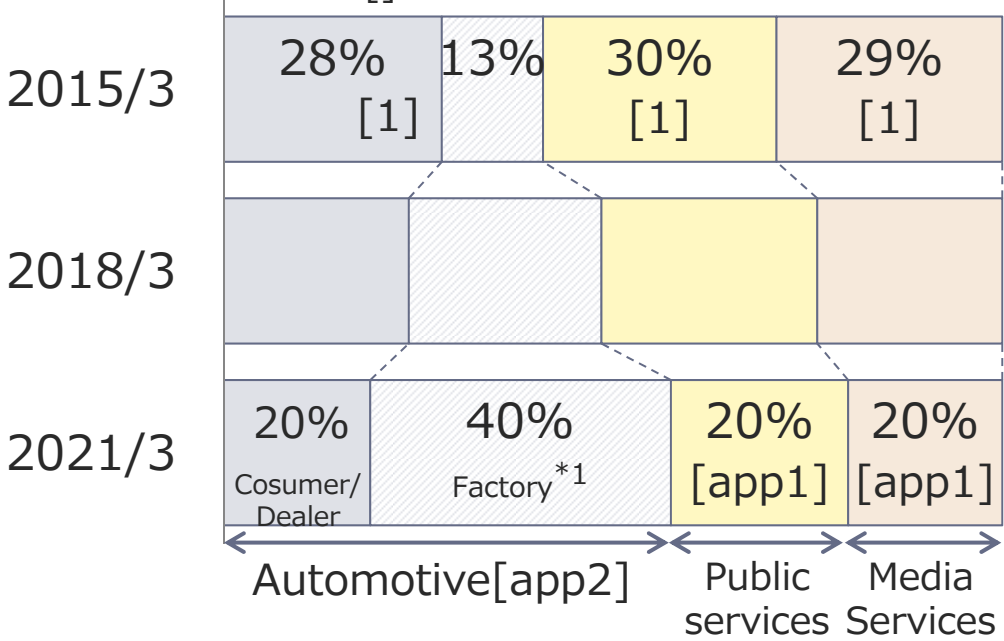 []
2015/3 28% 13% 30% 29%
[1] [1] [1]
2018/3
2021/3 20% 40% 20% 20%
Cosumer/ Factory*1 [app1] [app1]
Dealer
Automotive[app2] Public Media
services Services